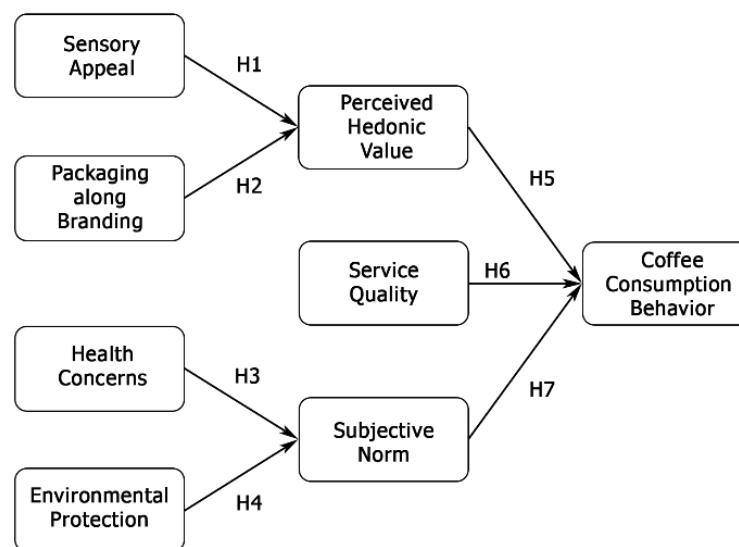 Sensory
Appeal
H1
Perceived
Hedonic
Value
Packaging
along
Branding
H2
H5
Service
Quality
H6
Coffee
Consumption
Behavior
Health
Concerns
H3
H7
Subjective
Norm
Environmental
Protection
H4